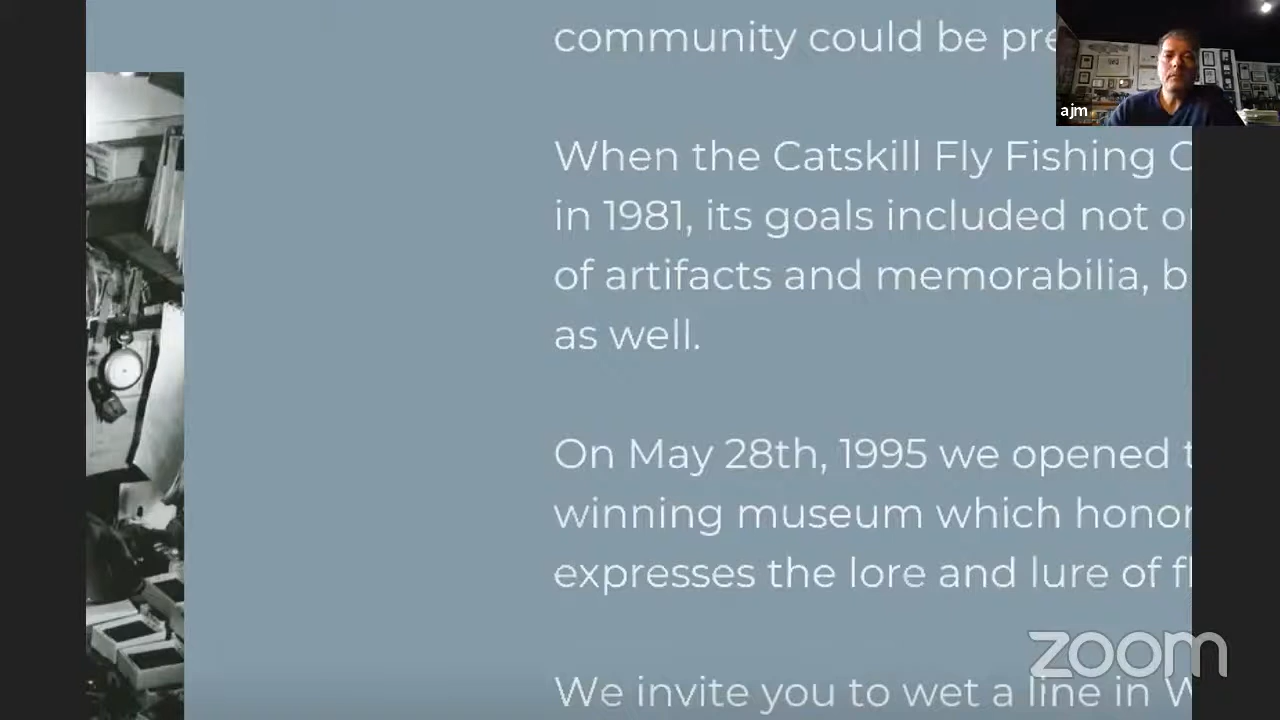 community could be pre
ajm
When the Catskill Fly Fishing C
in 1981, its goals included not o
of artifacts and memorabilia, b
as well.
On May 28th, 1995 we opened t
winning museum which honor
expresses the lore and lure of f
We invite you to wet a line in W
zoom